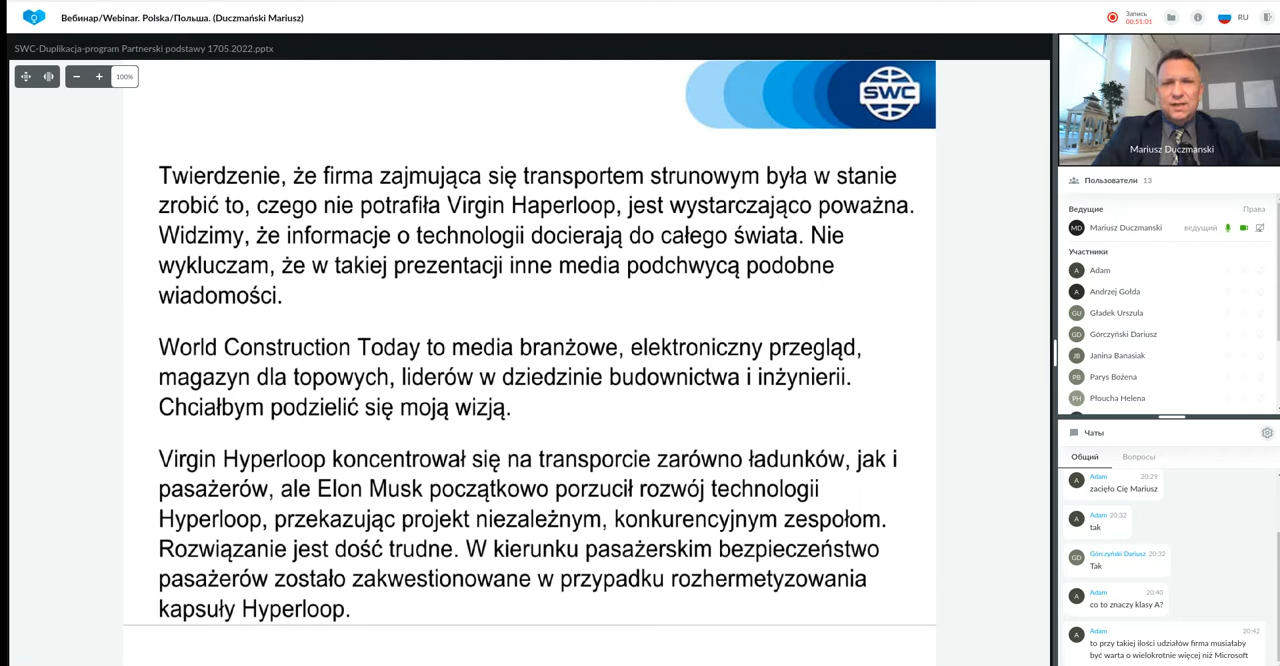 Вебинар/Webinar. Polska/Польша. (Duczmański Mariusz)
Запись
00:51:01
RU
SWC-Duplikacja-program Partnerski podstawy 1705.2022.pptx
100%
SWC
Twierdzenie, że firma zajmująca się transportem strunowym była w stanie
zrobić to, czego nie potrafiła Virgin Haperloop, jest wystarczająco poważna.
Widzimy, że informacje o technologii docierają do całego świata. Nie
wykluczam, że w takiej prezentacji inne media podchwycą podobne
wiadomości.
World Construction Today to media branżowe, elektroniczny przegląd,
magazyn dla topowych, liderów w dziedzinie budownictwa i inżynierii.
Chciałbym podzielić się moją wizją.
Virgin Hyperloop koncentrował się na transporcie zarówno ładunków, jak i
pasażerów, ale Elon Musk początkowo porzucił rozwój technologii
Hyperloop, przekazując projekt niezależnym, konkurencyjnym zespołom.
Rozwiązanie jest dość trudne. W kierunku pasażerskim bezpieczeństwo
pasażerów zostało zakwestionowane w przypadku rozhermetyzowania
kapsuły Hyperloop.
Mariusz Duczmanski
Пользователи 13
Ведущие Права
MD Mariusz Duczmanski ведущий
Участники
A Adam
A Andrzej Gołda
GU Gładek Urszula
GD Górczyński Dariusz
JB Janina Banasiak
PB Parys Bożena
PH Płoucha Helena
Чаты
Общий Вопросы
A Adam 20:29
zacięło Cię Mariusz
A Adam 20:32
tak
GD Górczyński Dariusz 20:32
Tak
A Adam 20:40
co to znaczy klasy A?
A Adam 20:42
to przy takiej ilości udziałów firma musiałaby
być warta o wielokrotnie więcej niż Microsoft